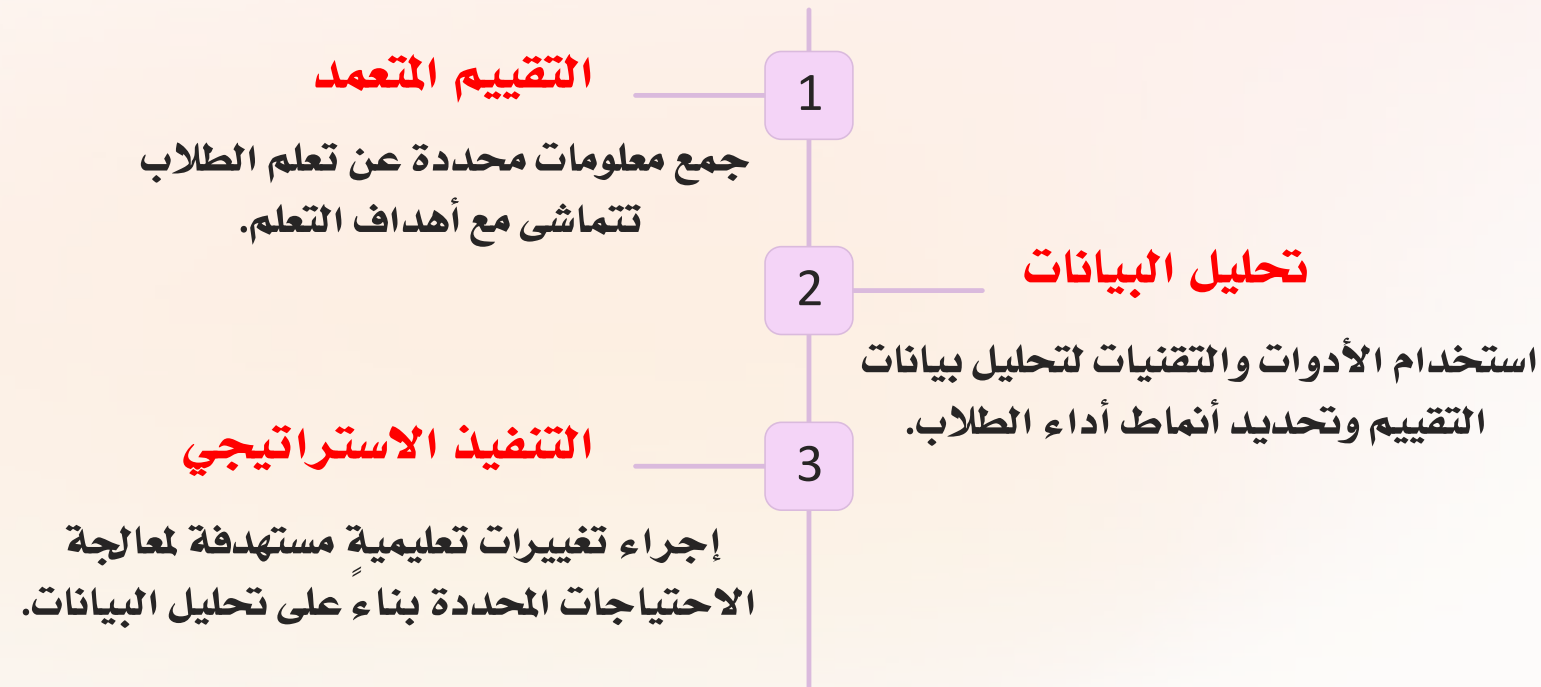 1
التقييم المتعمد
جمع معلومات محددة عن تعلم الطلاب
تتماشى مع أهداف التعلم.
2
تحليل البيانات
استخدام الأدوات والتقنيات لتحليل بيانات
التقييم وتحديد أنماط أداء الطلاب.
3
التنفيذ الاستراتيجي
إجراء تغييرات تعليميةٍ مستهدفة لمعالجة
الاحتياجات المحددة بناءً على تحليل البيانات.